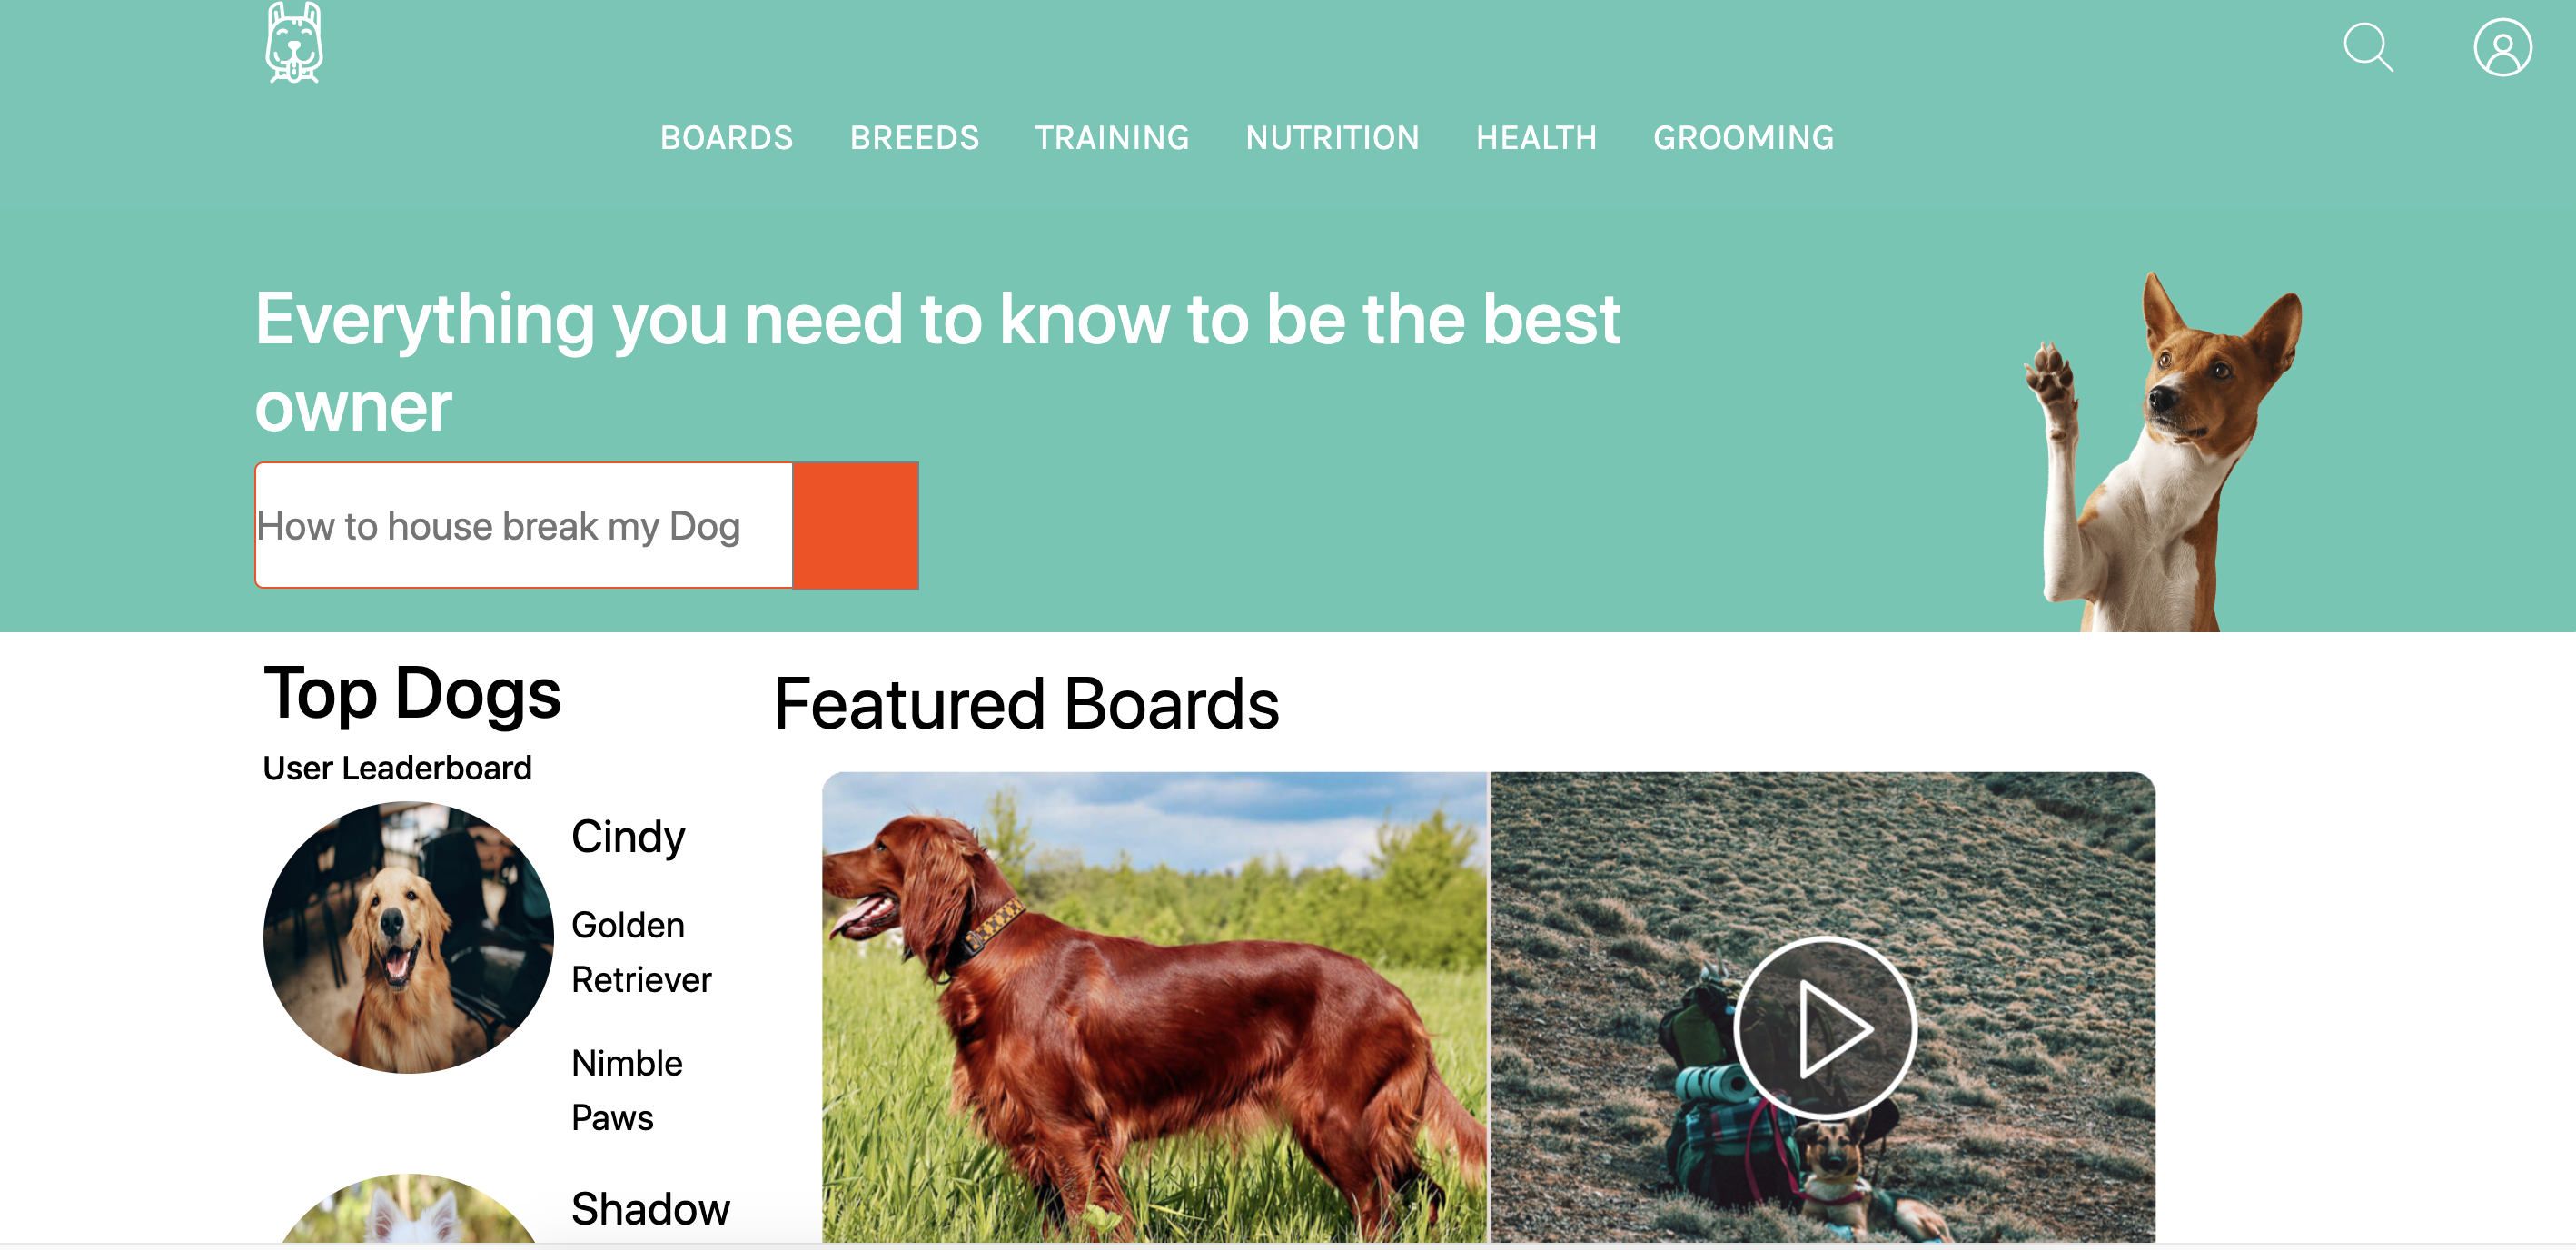 BOARDS BREEDS TRAINING NUTRITION HEALTH GROOMING
Everything you need to know to be the best
owner
How to house break my Dog
Top Dogs
User Leaderboard
Cindy
Golden
Retriever
Nimble
Paws
Shadow
Featured Boards